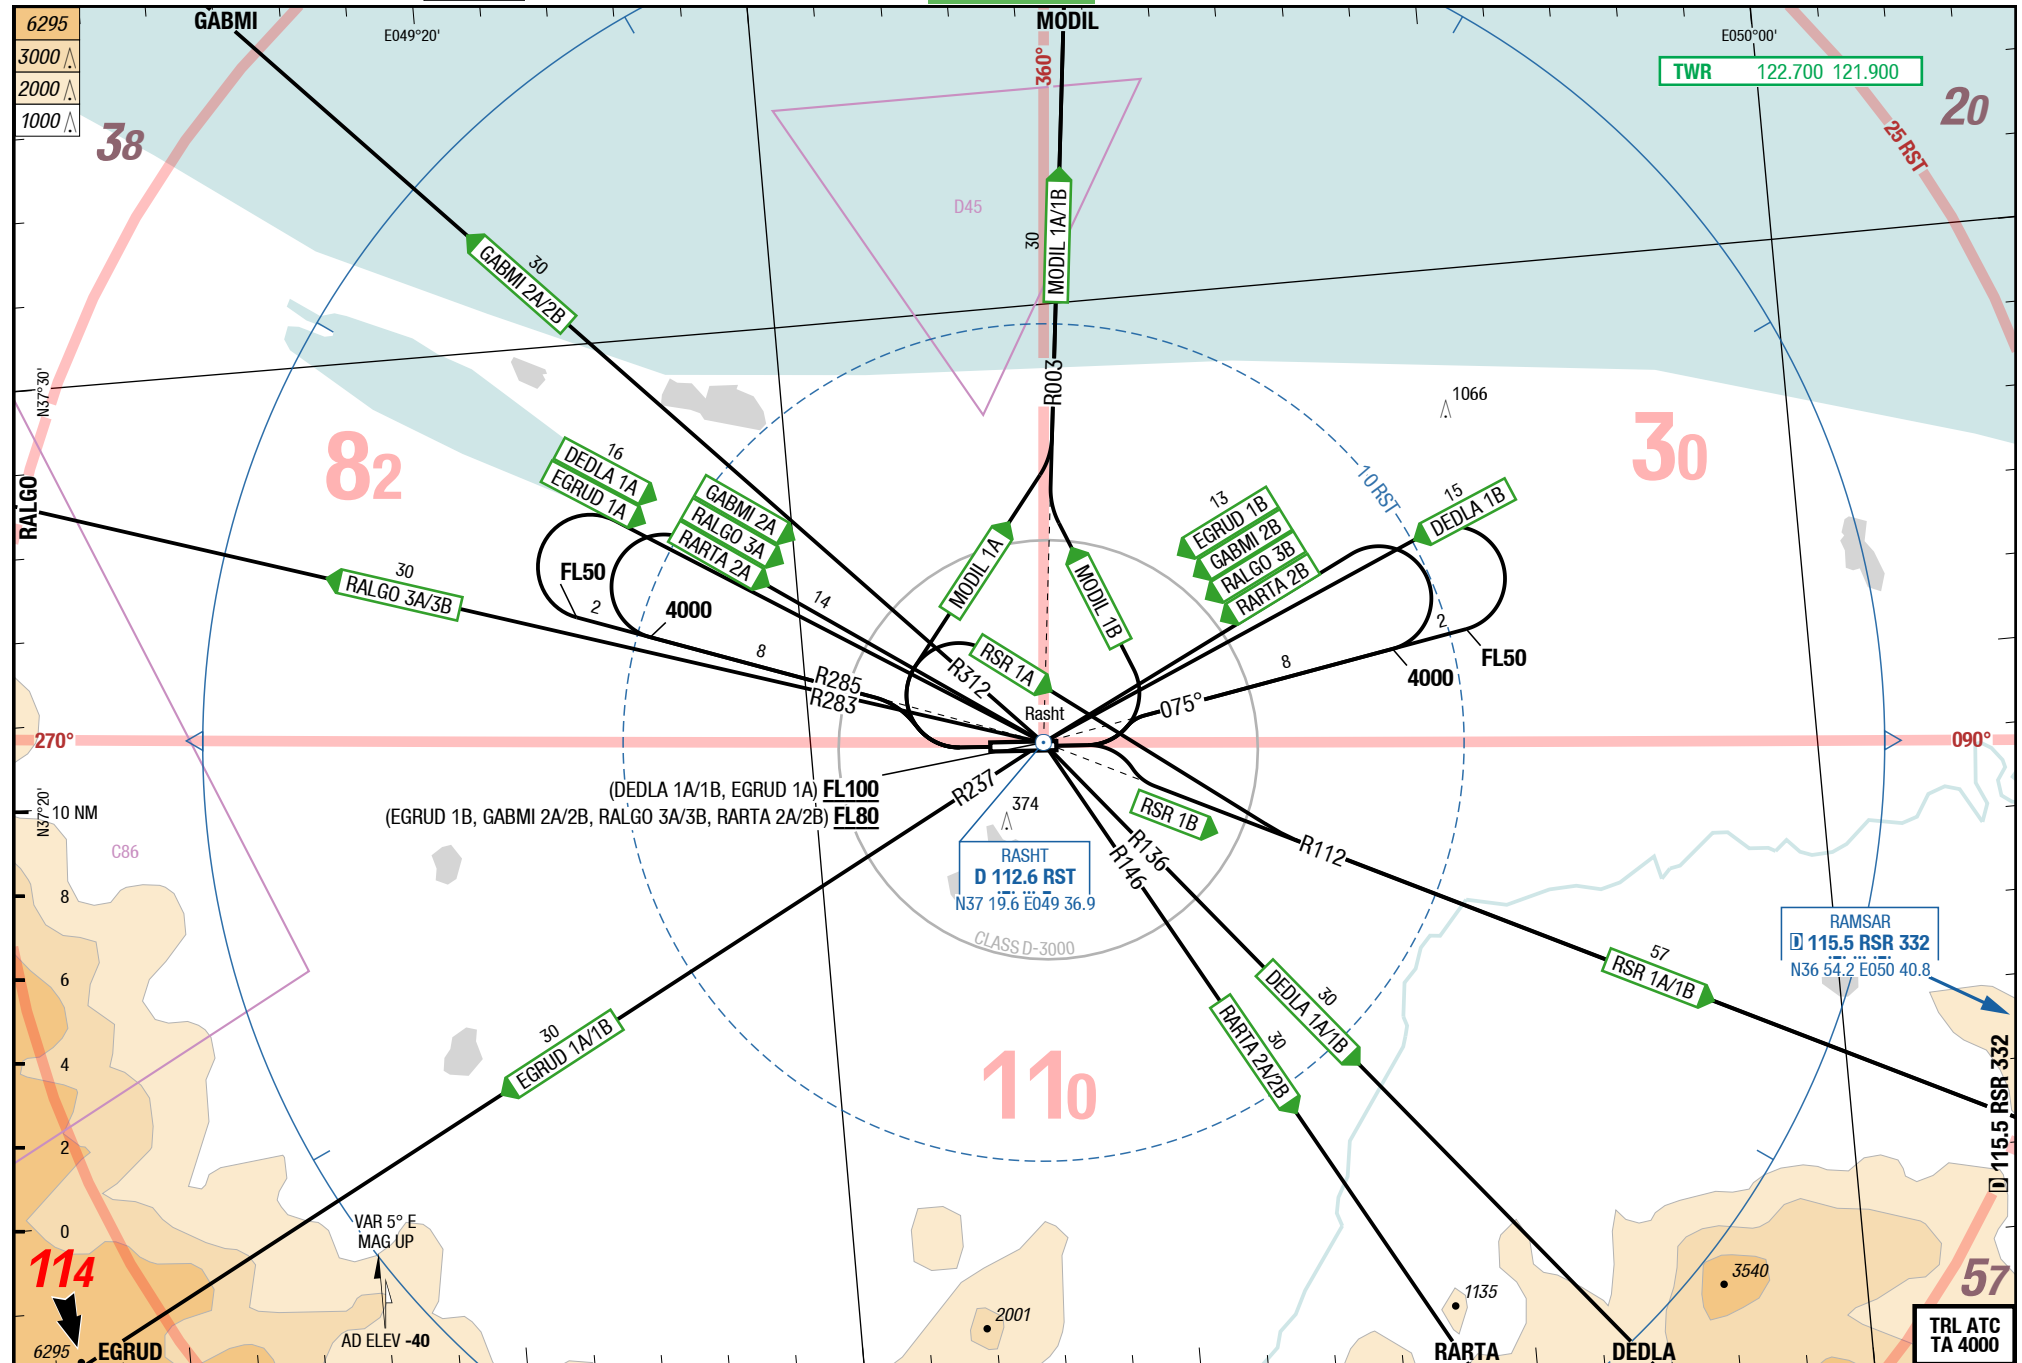 GABMI
MODIL
6295
3000
2000
1000
E049°20'
E050°00'
360°
TWR 122.700 121.900
38
20
25 RST
D45
30
MODIL 1A/1B
30
GABMI 2A/2B
R003
N37°30'
1066
82
30
10 RST
16
DEDLA 1A
EGRUD 1A
GABMI 2A
RALGO 3A
RARTA 2A
13
EGRUD 1B
GABMI 2B
RALGO 3B
RARTA 2B
15
DEDLA 1B
RALGO
30
RALGO 3A/3B
FL50
2
4000
14
8
MODIL 1A
MODIL 1B
RSR 1A
R312
R285
R283
Rasht
075°
8
2
4000
FL50
270°
090°
(DEDLA 1A/1B, EGRUD 1A) FL100
(EGRUD 1B, GABMI 2A/2B, RALGO 3A/3B, RARTA 2A/2B) FL80
R237
374
RSR 1B
R112
R136
R146
N37°20'
10 NM
8
6
4
2
0
C86
RASHT
D 112.6 RST
N37 19.6 E049 36.9
CLASS D-3000
RAMSAR
D 115.5 RSR 332
N36 54.2 E050 40.8
57
RSR 1A/1B
30
DEDLA 1A/1B
30
RARTA 2A/2B
30
EGRUD 1A/1B
110
D 115.5 RSR 332
VAR 5° E
MAG UP
114
6295
EGRUD
AD ELEV -40
2001
1135
3540
57
RARTA
DEDLA
TRL ATC
TA 4000